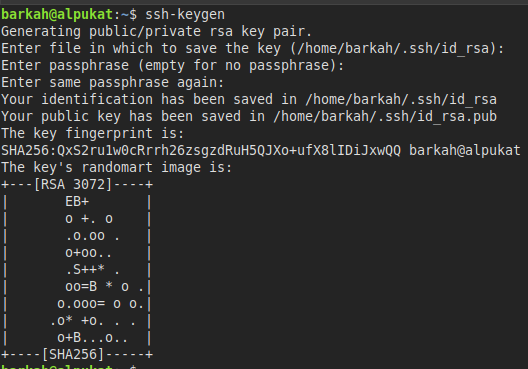 barkah@alpukat:~$ ssh-keygen
Generating public/private rsa key pair.
Enter file in which to save the key (/home/barkah/.ssh/id_rsa):
Enter passphrase (empty for no passphrase):
Enter same passphrase again:
Your identification has been saved in /home/barkah/.ssh/id_rsa
Your public key has been saved in /home/barkah/.ssh/id_rsa.pub
The key fingerprint is:
SHA256:QxS2ru1w0cRrrh26zsgzdRuH5QJXo+ufX8lIDiJxwQQ barkah@alpukat
The key's randomart image is:
+---[RSA 3072]----+
|       EB+       |
|       o +. o    |
|       .o.oo .   |
|       o+oo..    |
|       .S++* .   |
|       oo=B * o .|
|      o.ooo= o o.|
|     .o* +o. . . |
|      o+B...o..  |
+----[SHA256]-----+